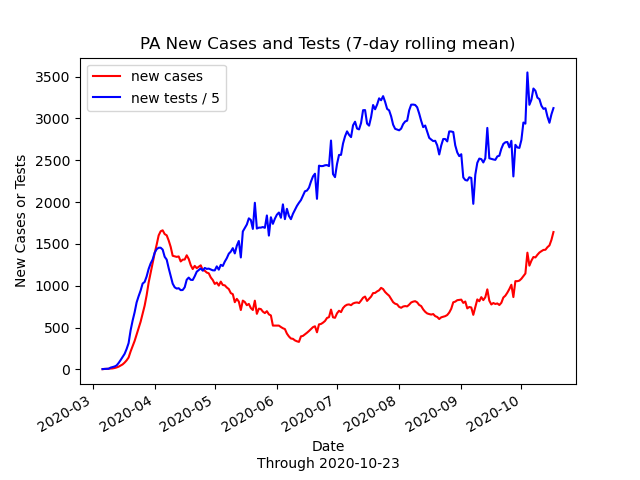 PA New Cases and Tests (7-day rolling mean)
new cases
new tests / 5
New Cases or Tests
3500
3000
2500
2000
1500
1000
500
0
2020-03
2020-04
2020-05
2020-06
2020-07
2020-08
2020-09
2020-10
Date
Through 2020-10-23